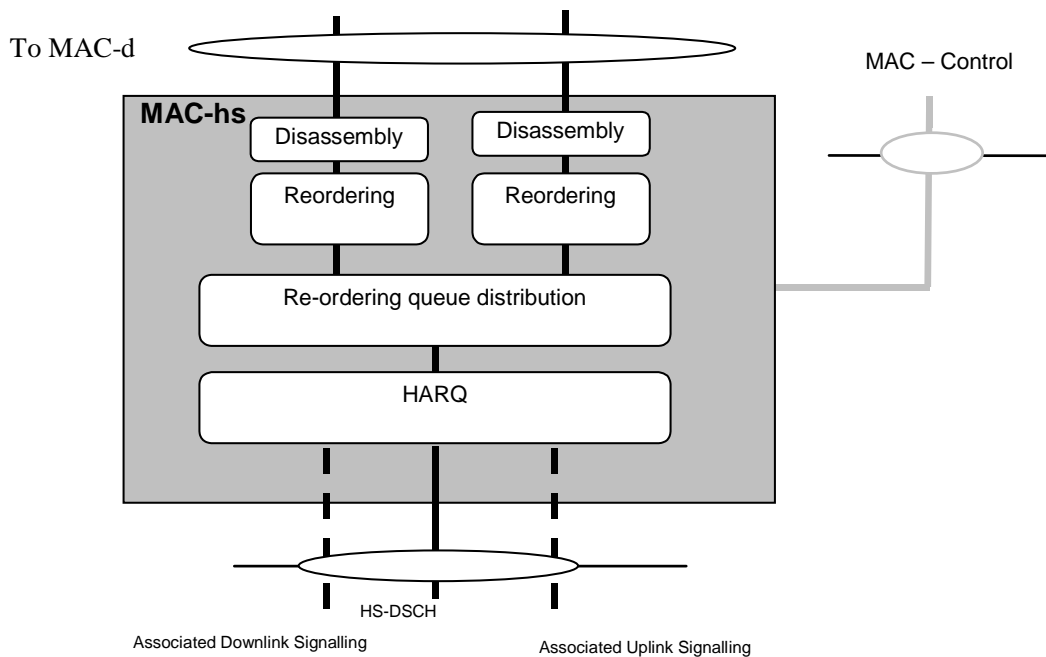 To MAC-d
MAC – Control
MAC-hs
Disassembly
Disassembly
Reordering
Reordering
Re-ordering queue distribution
HARQ
HS-DSCH
Associated Downlink Signalling
Associated Uplink Signalling